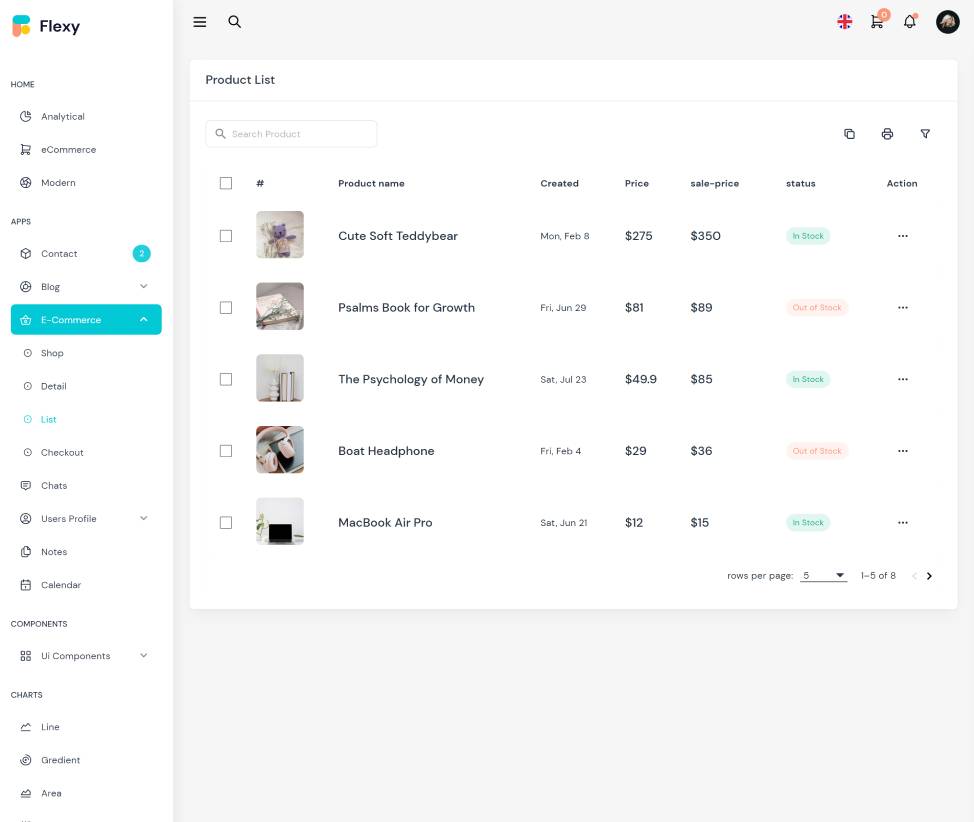 Flexy
0
HOME
Analytical
eCommerce
Modern
APPS
Contact 2
Blog
E-Commerce
Shop
Detail
List
Checkout
Chats
Users Profile
Notes
Calendar
COMPONENTS
Ui Components
CHARTS
Line
Gredient
Area
Product List
Search Product
# Product name Created Price sale-price status Action
Cute Soft Teddybear Mon, Feb 8 $275 $350 In Stock
Psalms Book for Growth Fri, Jun 29 $81 $89 Out of Stock
The Psychology of Money Sat, Jul 23 $49.9 $85 In Stock
Boat Headphone Fri, Feb 4 $29 $36 Out of Stock
MacBook Air Pro Sat, Jun 21 $12 $15 In Stock
rows per page: 5 1–5 of 8